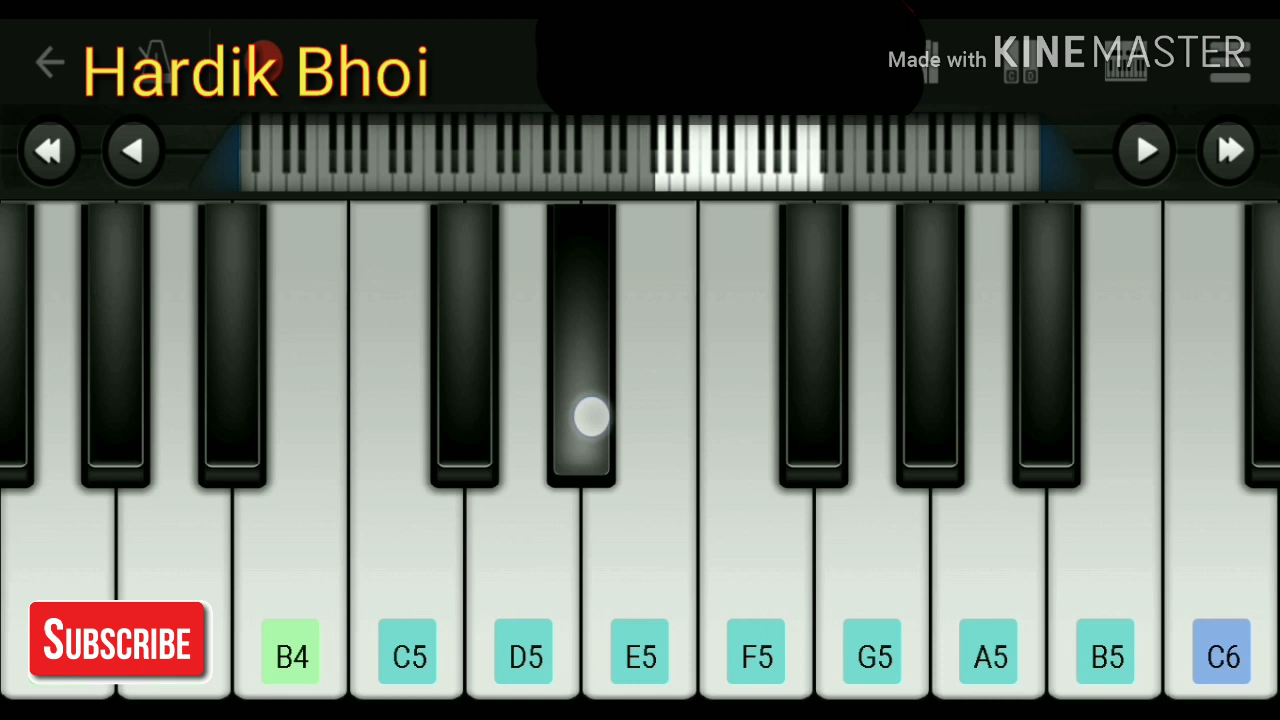 Hardik Bhoi
Made with KINEMASTER
C D
SUBSCRIBE
B4 C5 D5 E5 F5 G5 A5 B5 C6